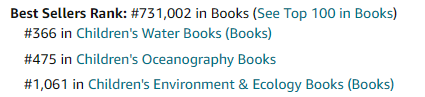 Best Sellers Rank: #731,002 in Books (See Top 100 in Books)
#366 in Children's Water Books (Books)
#475 in Children's Oceanography Books
#1,061 in Children's Environment & Ecology Books (Books)